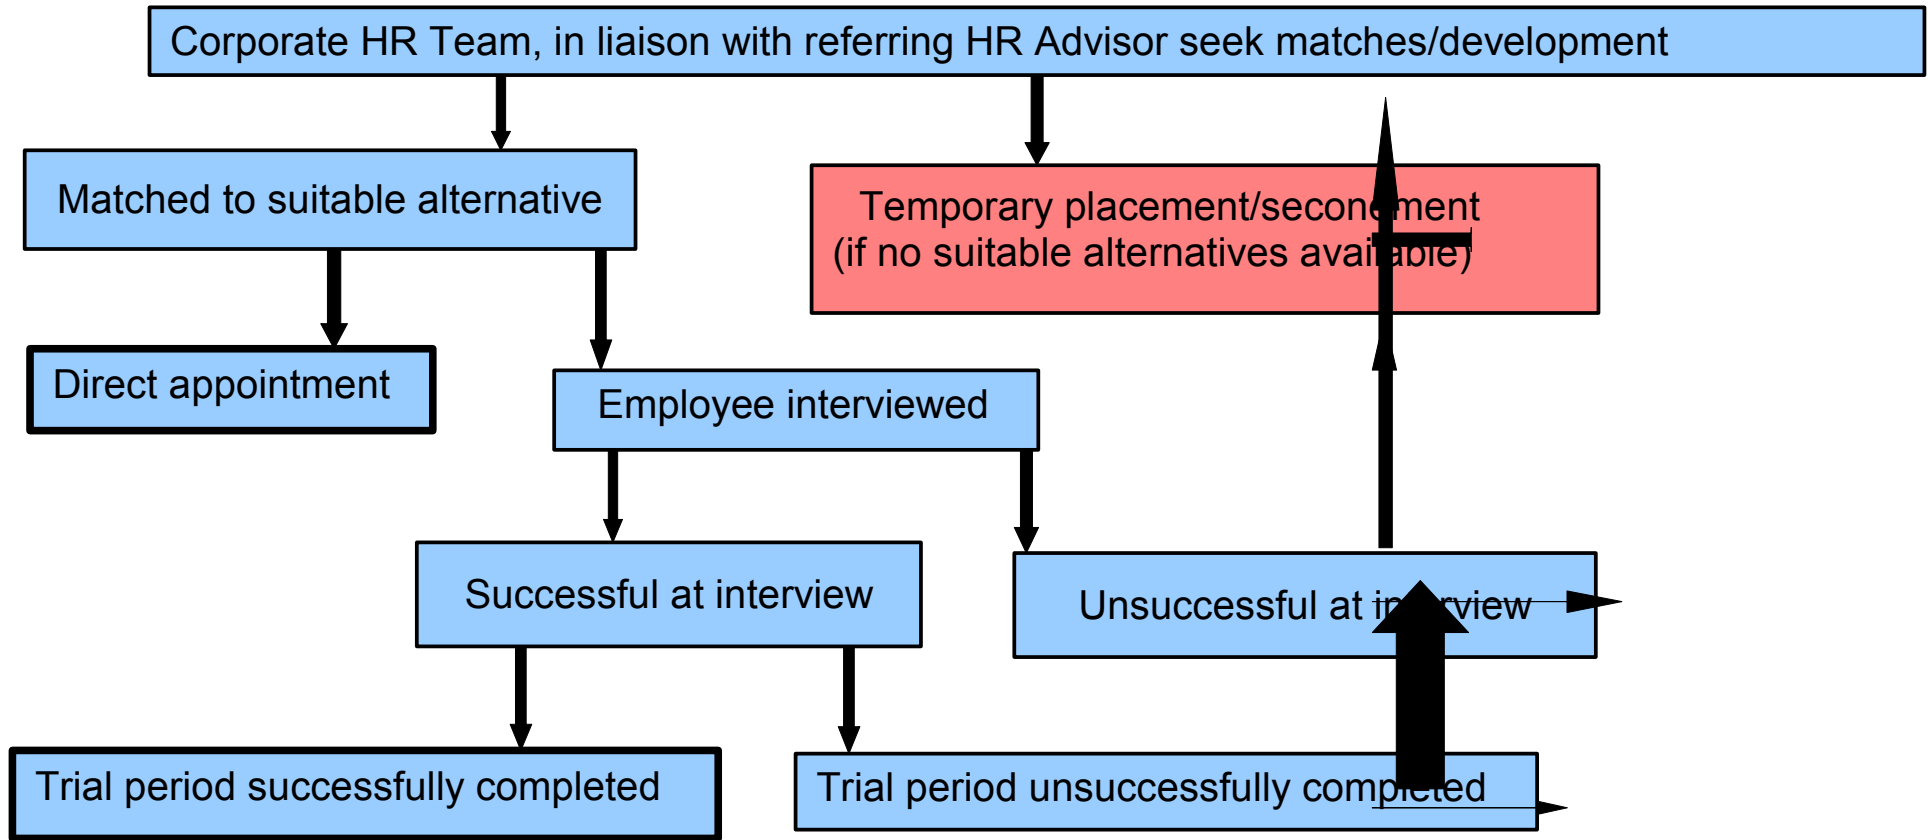 Corporate HR Team, in liaison with referring HR Advisor seek matches/development
Matched to suitable alternative
Temporary placement/secondment
(if no suitable alternatives available)
Direct appointment
Employee interviewed
Successful at interview
Unsuccessful at interview
Trial period successfully completed
Trial period unsuccessfully completed